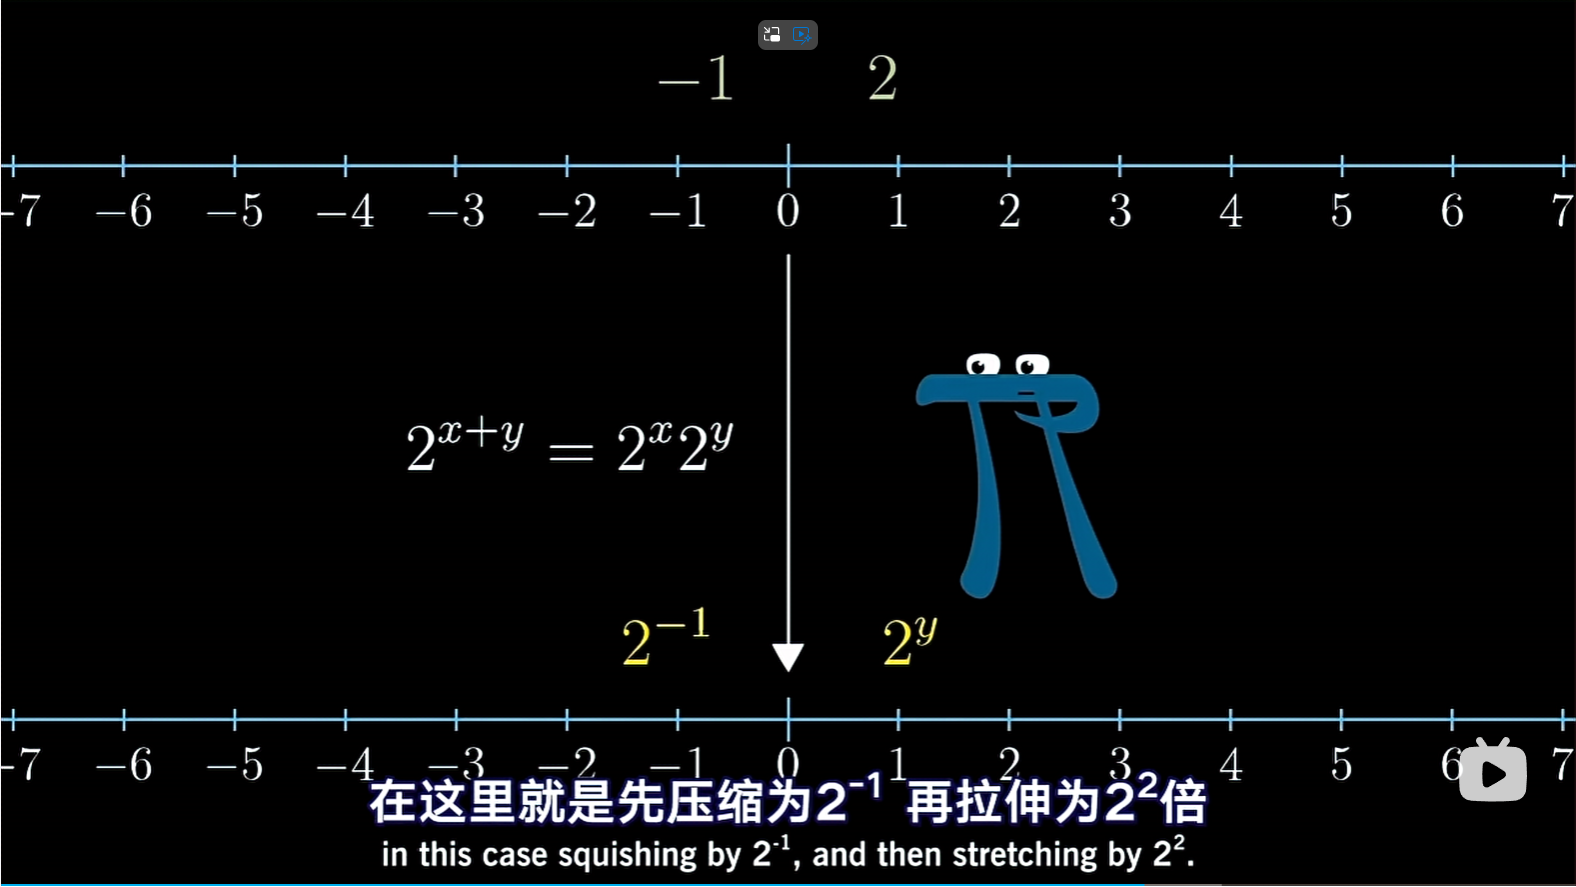 −1 2
-7 −6 −5 −4 −3 −2 −1 0 1 2 3 4 5 6 7
2^{x+y} = 2^x 2^y
2^{−1} 2^y
-7 −6 −5 −4 −3 −2 −1 0 1 2 3 4 5 6 7
在这里就是先压缩为2⁻¹ 再拉伸为2²倍
in this case squishing by 2⁻¹, and then stretching by 2².